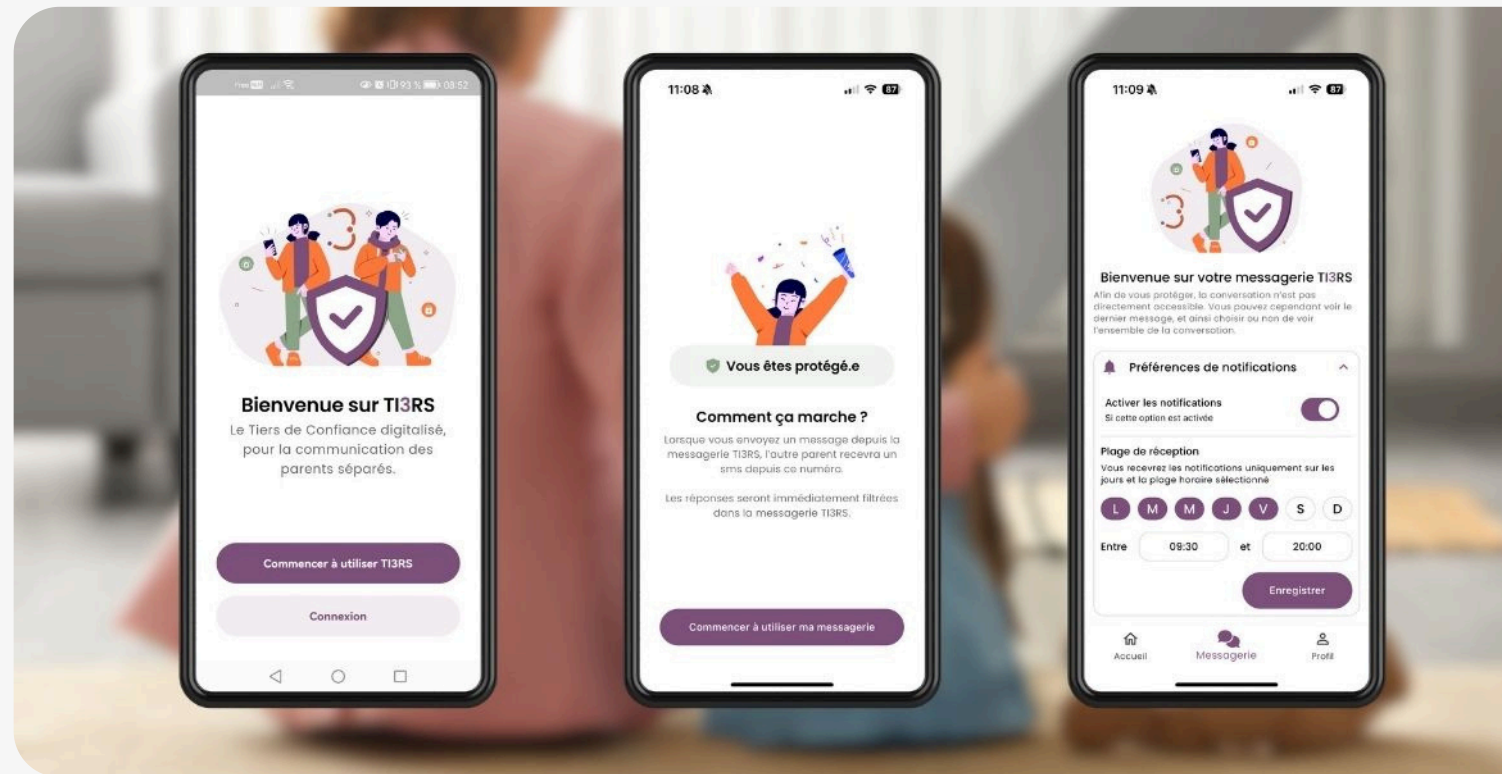 Free
93 %
03:52
Bienvenue sur TI3RS
Le Tiers de Confiance digitalisé,
pour la communication des
parents séparés.
Commencer à utiliser TI3RS
Connexion
11:08
87
Vous êtes protégé.e
Comment ça marche ?
Lorsque vous envoyez un message depuis la
messagerie TI3RS, l'autre parent recevra un
sms depuis ce numéro.
Les réponses seront immédiatement filtrées
dans la messagerie TI3RS.
Commencer à utiliser ma messagerie
11:09
87
Bienvenue sur votre messagerie TI3RS
Afin de vous protéger, la conversation n'est pas
directement accessible. Vous pouvez cependant voir le
dernier message, et ainsi choisir ou non de voir
l'ensemble de la conversation.
Préférences de notifications
Activer les notifications
Si cette option est activée
Plage de réception
Vous recevrez les notifications uniquement sur les
jours et la plage horaire sélectionné
L M M J V S D
Entre 09:30 et 20:00
Enregistrer
Accueil Messagerie Profil